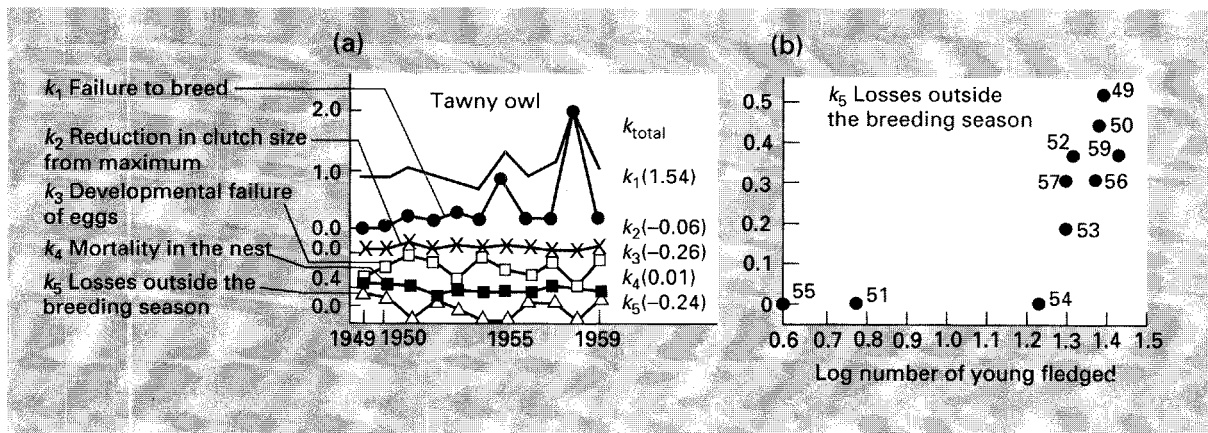 (a)
k₁ Failure to breed
k₂ Reduction in clutch size
from maximum
k₃ Developmental failure
of eggs
k₄ Mortality in the nest
k₅ Losses outside the
breeding season
Tawny owl
2.0
1.0
0.0
0.0
0.4
0.0
k total
k₁(1.54)
k₂(−0.06)
k₃(−0.26)
k₄(0.01)
k₅(−0.24)
1949 1950 1955 1959
(b)
k₅ Losses outside
the breeding season
0.5
0.4
0.3
0.2
0.1
0
49
50
52
59
57
56
53
55
51
54
0.6 0.7 0.8 0.9 1.0 1.1 1.2 1.3 1.4 1.5
Log number of young fledged